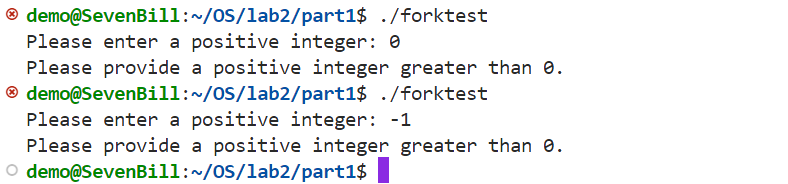 demo@SevenBill:~/OS/lab2/part1$ ./forktest
Please enter a positive integer: 0
Please provide a positive integer greater than 0.
demo@SevenBill:~/OS/lab2/part1$ ./forktest
Please enter a positive integer: -1
Please provide a positive integer greater than 0.
demo@SevenBill:~/OS/lab2/part1$